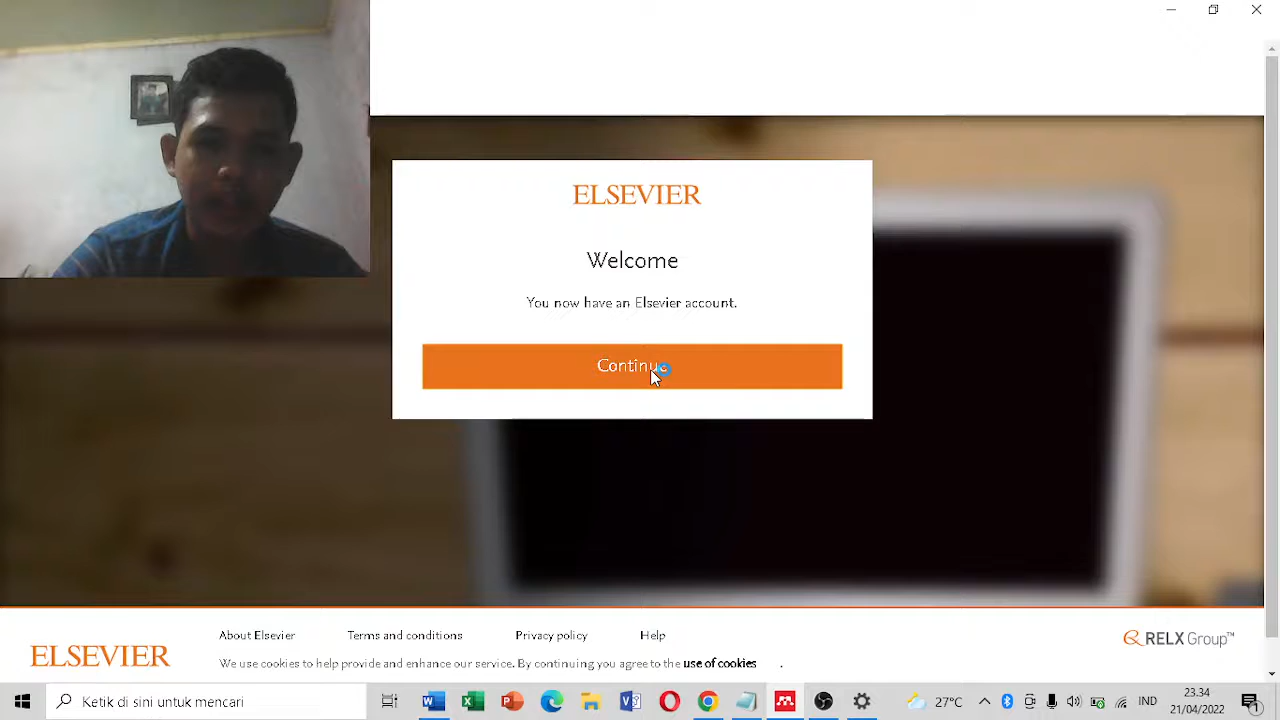 ELSEVIER
Welcome
You now have an Elsevier account.
Continue
About Elsevier
Terms and conditions
Privacy policy
Help
RELX Group™
ELSEVIER
We use cookies to help provide and enhance our service. By continuing you agree to the use of cookies .
Ketik di sini untuk mencari
27°C
IND
23.34
21/04/2022